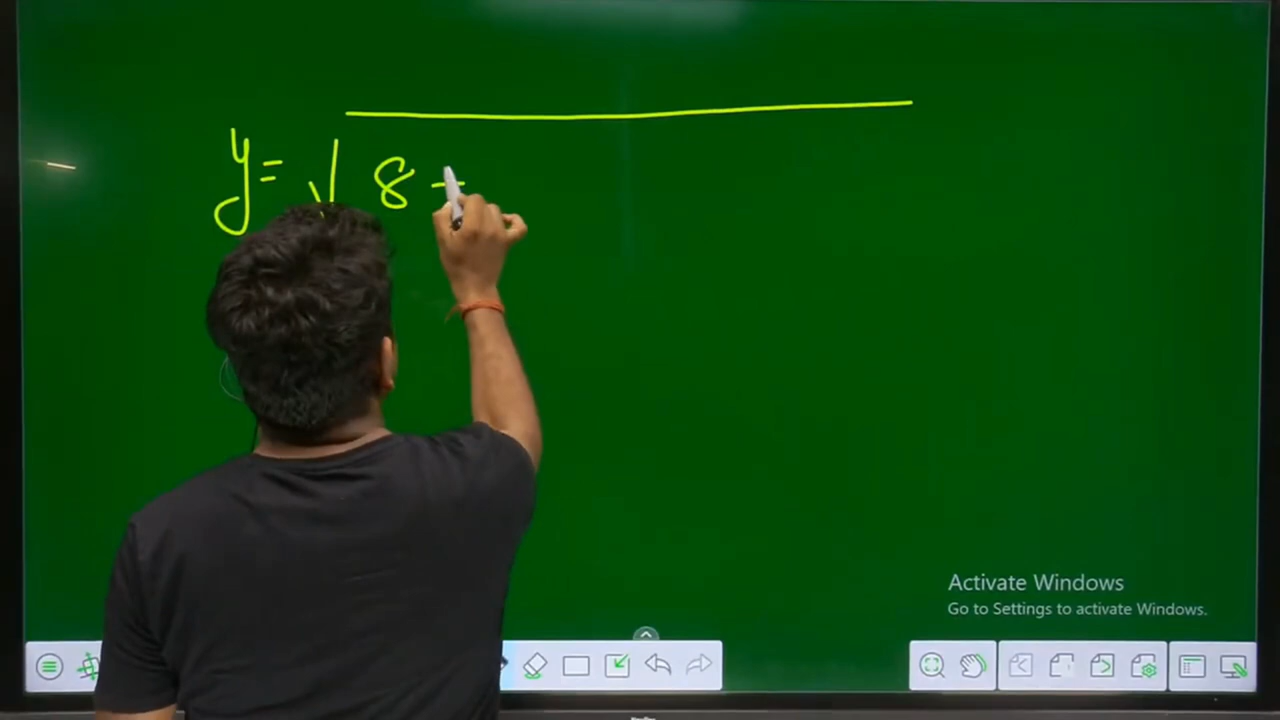 y = √ 8 -
Activate Windows
Go to Settings to activate Windows.